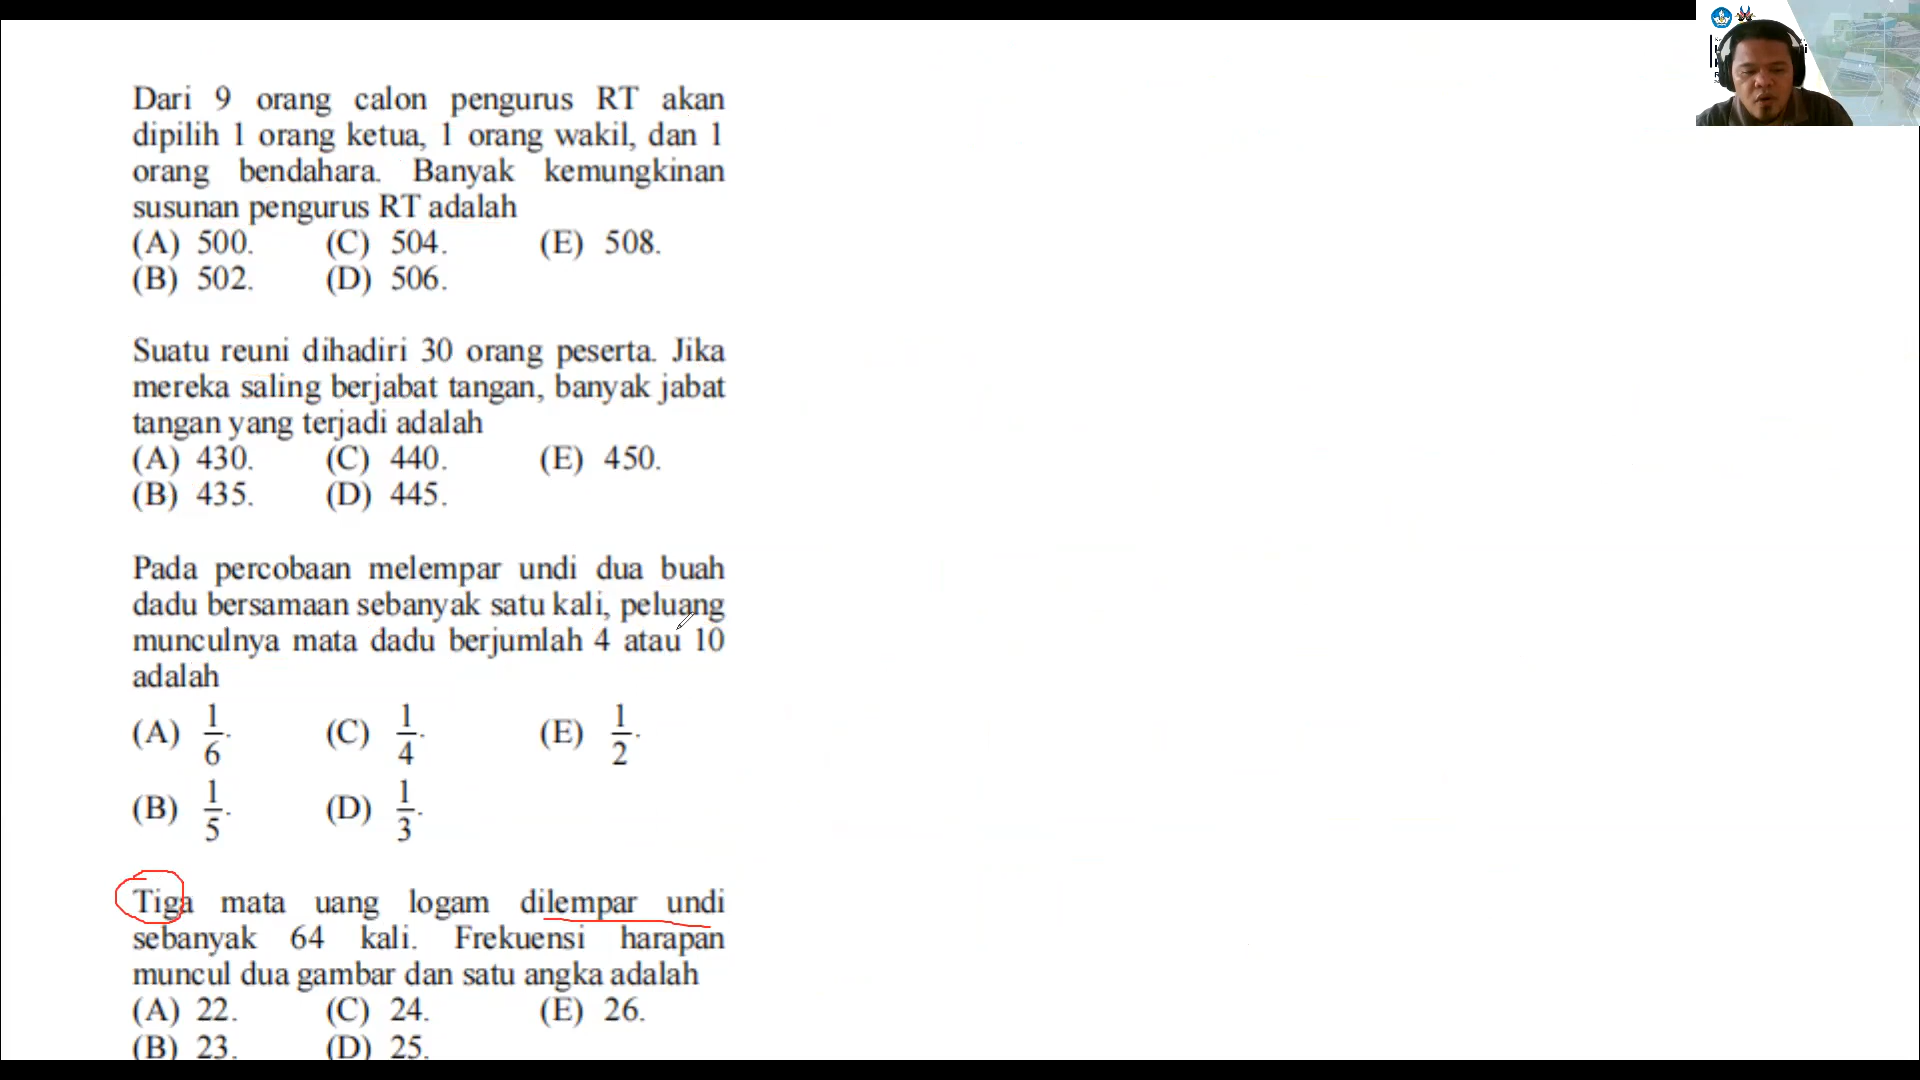 Dari 9 orang calon pengurus RT akan
dipilih 1 orang ketua, 1 orang wakil, dan 1
orang bendahara. Banyak kemungkinan
susunan pengurus RT adalah
(A) 500. (C) 504. (E) 508.
(B) 502. (D) 506.
Suatu reuni dihadiri 30 orang peserta. Jika
mereka saling berjabat tangan, banyak jabat
tangan yang terjadi adalah
(A) 430. (C) 440. (E) 450.
(B) 435. (D) 445.
Pada percobaan melempar undi dua buah
dadu bersamaan sebanyak satu kali, peluang
munculnya mata dadu berjumlah 4 atau 10
adalah
(A) 1/6. (C) 1/4. (E) 1/2.
(B) 1/5. (D) 1/3.
Tiga mata uang logam dilempar undi
sebanyak 64 kali. Frekuensi harapan
muncul dua gambar dan satu angka adalah
(A) 22. (C) 24. (E) 26.
(B) 23. (D) 25.